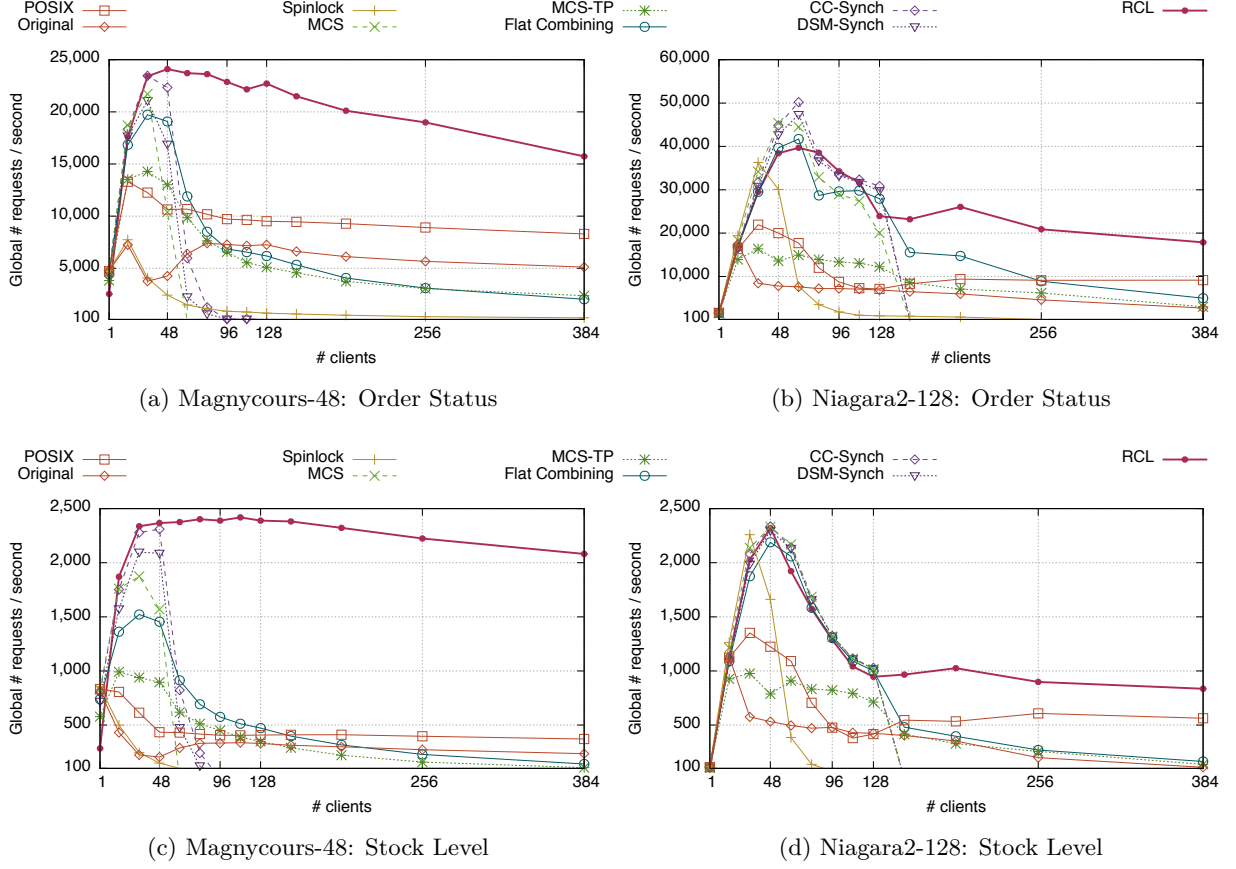 POSIX Spinlock MCS-TP CC-Synch RCL
Original MCS Flat Combining DSM-Synch
Global # requests / second
25,000
20,000
15,000
10,000
5,000
100
1 48 96 128 256 384
# clients
(a) Magnycours-48: Order Status
Global # requests / second
60,000
50,000
40,000
30,000
20,000
10,000
100
1 48 96 128 256 384
# clients
(b) Niagara2-128: Order Status
POSIX Spinlock MCS-TP CC-Synch RCL
Original MCS Flat Combining DSM-Synch
Global # requests / second
2,500
2,000
1,500
1,000
500
100
1 48 96 128 256 384
# clients
(c) Magnycours-48: Stock Level
Global # requests / second
2,500
2,000
1,500
1,000
500
100
1 48 96 128 256 384
# clients
(d) Niagara2-128: Stock Level